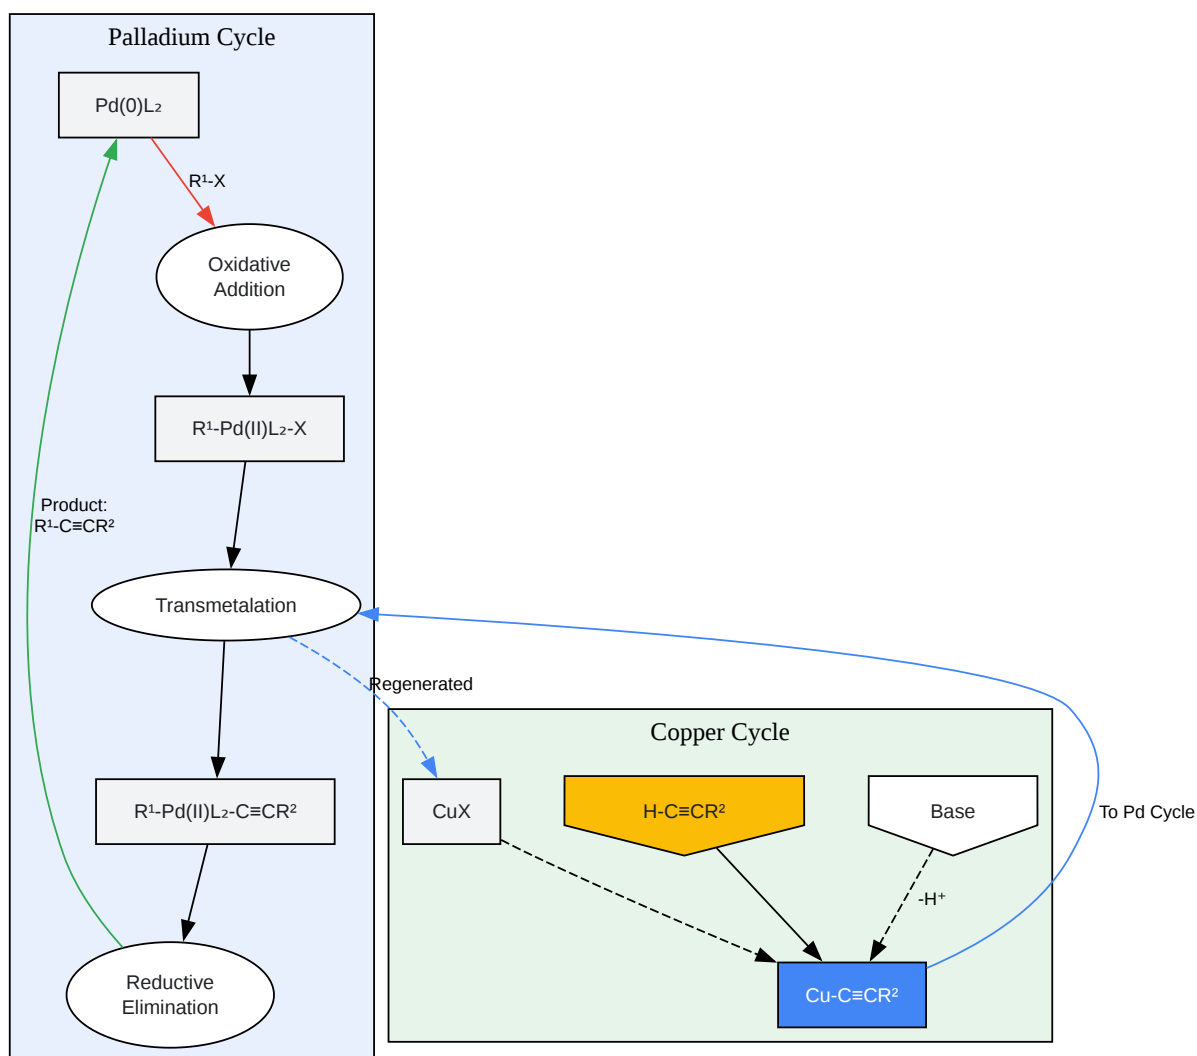 Palladium Cycle
Pd(0)L₂
R¹-X
Oxidative
Addition
R¹-Pd(II)L₂-X
Product:
R¹-C≡CR²
Transmetalation
Regenerated
R¹-Pd(II)L₂-C≡CR²
Reductive
Elimination
Copper Cycle
CuX
H-C≡CR²
Base
To Pd Cycle
-H⁺
Cu-C≡CR²